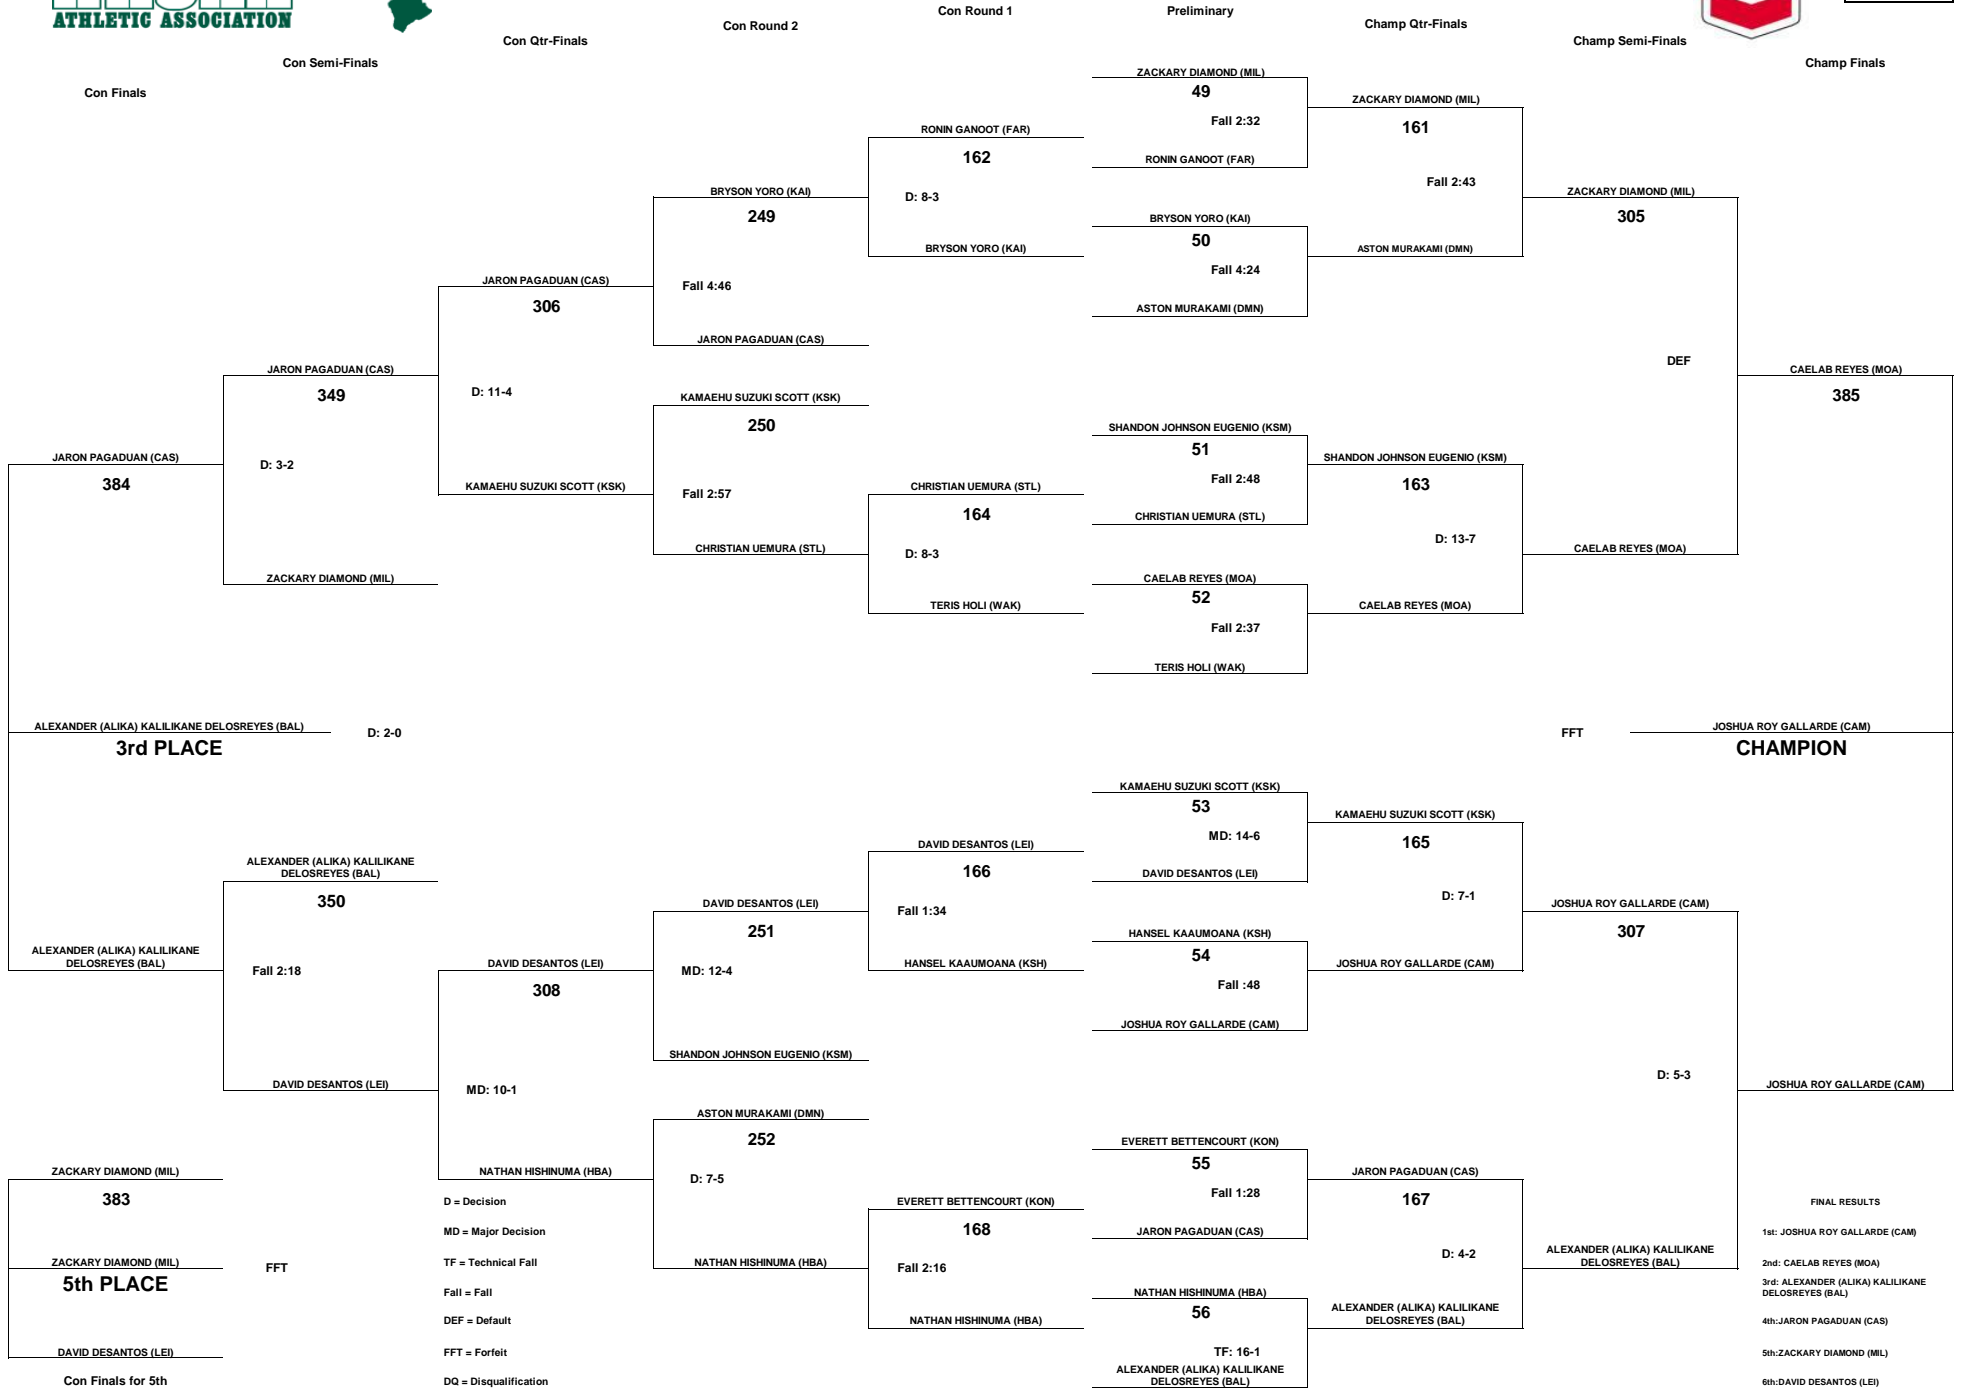 ATHLETIC ASSOCIATION
Con Finals
Con Semi-Finals
Con Qtr-Finals
Con Round 2
Con Round 1
Preliminary
Champ Qtr-Finals
Champ Semi-Finals
Champ Finals
ZACKARY DIAMOND (MIL)
49
Fall 2:32
RONIN GANOOT (FAR)
BRYSON YORO (KAI)
50
Fall 4:24
ASTON MURAKAMI (DMN)
SHANDON JOHNSON EUGENIO (KSM)
51
Fall 2:48
CHRISTIAN UEMURA (STL)
CAELAB REYES (MOA)
52
Fall 2:37
TERIS HOLI (WAK)
KAMAEHU SUZUKI SCOTT (KSK)
53
MD: 14-6
DAVID DESANTOS (LEI)
HANSEL KAAUMOANA (KSH)
54
Fall :48
JOSHUA ROY GALLARDE (CAM)
EVERETT BETTENCOURT (KON)
55
Fall 1:28
JARON PAGADUAN (CAS)
NATHAN HISHINUMA (HBA)
56
TF: 16-1
ALEXANDER (ALIKA) KALILIKANE
DELOSREYES (BAL)
ZACKARY DIAMOND (MIL)
161
Fall 2:43
ASTON MURAKAMI (DMN)
SHANDON JOHNSON EUGENIO (KSM)
163
D: 13-7
CAELAB REYES (MOA)
KAMAEHU SUZUKI SCOTT (KSK)
165
D: 7-1
JOSHUA ROY GALLARDE (CAM)
JARON PAGADUAN (CAS)
167
D: 4-2
ALEXANDER (ALIKA) KALILIKANE
DELOSREYES (BAL)
ZACKARY DIAMOND (MIL)
305
DEF
CAELAB REYES (MOA)
JOSHUA ROY GALLARDE (CAM)
307
D: 5-3
ALEXANDER (ALIKA) KALILIKANE
DELOSREYES (BAL)
CAELAB REYES (MOA)
385
FFT
JOSHUA ROY GALLARDE (CAM)
CHAMPION
JOSHUA ROY GALLARDE (CAM)
RONIN GANOOT (FAR)
162
D: 8-3
BRYSON YORO (KAI)
CHRISTIAN UEMURA (STL)
164
D: 8-3
TERIS HOLI (WAK)
DAVID DESANTOS (LEI)
166
Fall 1:34
HANSEL KAAUMOANA (KSH)
EVERETT BETTENCOURT (KON)
168
Fall 2:16
NATHAN HISHINUMA (HBA)
BRYSON YORO (KAI)
249
Fall 4:46
JARON PAGADUAN (CAS)
KAMAEHU SUZUKI SCOTT (KSK)
250
Fall 2:57
CHRISTIAN UEMURA (STL)
DAVID DESANTOS (LEI)
251
MD: 12-4
SHANDON JOHNSON EUGENIO (KSM)
ASTON MURAKAMI (DMN)
252
D: 7-5
NATHAN HISHINUMA (HBA)
JARON PAGADUAN (CAS)
306
D: 11-4
KAMAEHU SUZUKI SCOTT (KSK)
DAVID DESANTOS (LEI)
308
MD: 10-1
NATHAN HISHINUMA (HBA)
JARON PAGADUAN (CAS)
349
D: 3-2
ZACKARY DIAMOND (MIL)
ALEXANDER (ALIKA) KALILIKANE
DELOSREYES (BAL)
350
Fall 2:18
DAVID DESANTOS (LEI)
JARON PAGADUAN (CAS)
384
ALEXANDER (ALIKA) KALILIKANE DELOSREYES (BAL)
3rd PLACE
D: 2-0
ALEXANDER (ALIKA) KALILIKANE
DELOSREYES (BAL)
ZACKARY DIAMOND (MIL)
383
ZACKARY DIAMOND (MIL)
5th PLACE
FFT
DAVID DESANTOS (LEI)
Con Finals for 5th
D = Decision
MD = Major Decision
TF = Technical Fall
Fall = Fall
DEF = Default
FFT = Forfeit
DQ = Disqualification
FINAL RESULTS
1st: JOSHUA ROY GALLARDE (CAM)
2nd: CAELAB REYES (MOA)
3rd: ALEXANDER (ALIKA) KALILIKANE
DELOSREYES (BAL)
4th:JARON PAGADUAN (CAS)
5th:ZACKARY DIAMOND (MIL)
6th:DAVID DESANTOS (LEI)